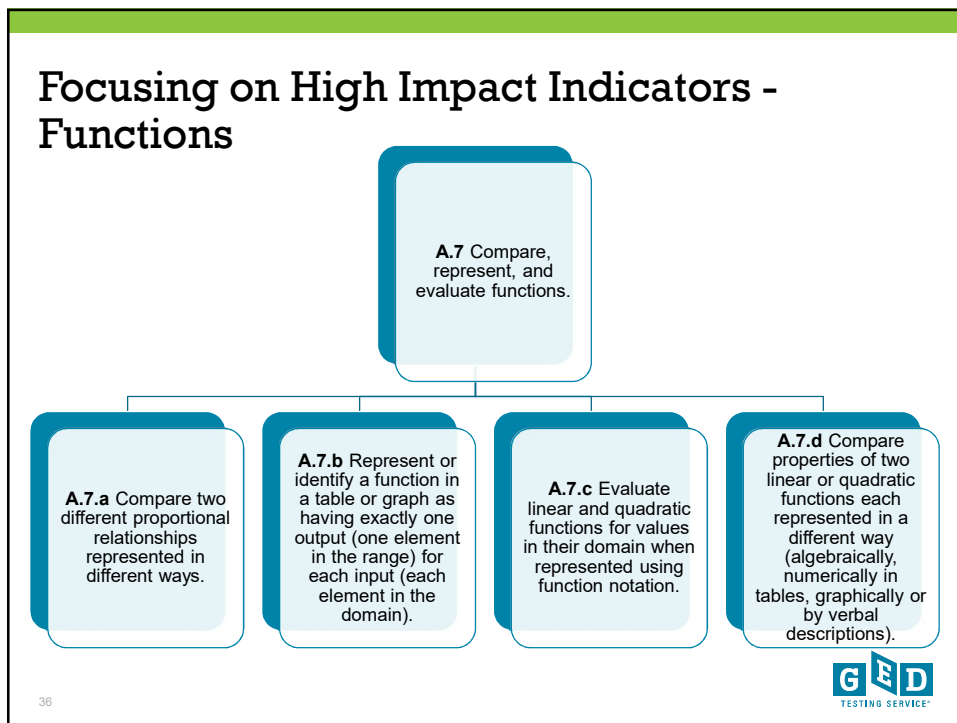 Focusing on High Impact Indicators -
Functions
A.7 Compare,
represent, and
evaluate functions.
A.7.a Compare two
different proportional
relationships
represented in
different ways.
A.7.b Represent or
identify a function in
a table or graph as
having exactly one
output (one element
in the range) for
each input (each
element in the
domain).
A.7.c Evaluate
linear and quadratic
functions for values
in their domain when
represented using
function notation.
A.7.d Compare
properties of two
linear or quadratic
functions each
represented in a
different way
(algebraically,
numerically in
tables, graphically or
by verbal
descriptions).
36
GED
TESTING SERVICE®